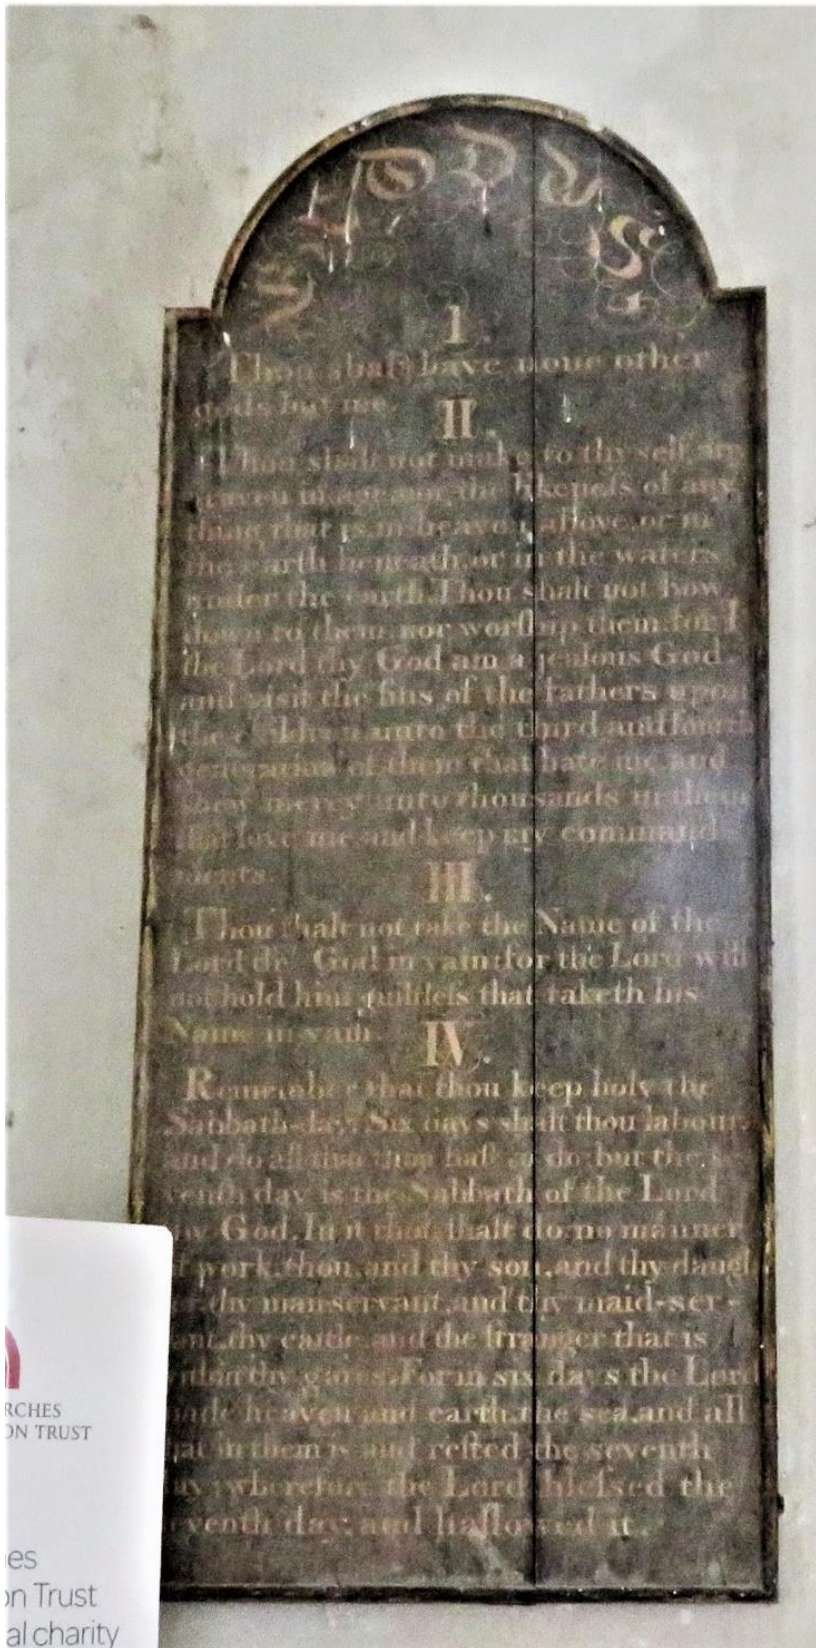 EXODUS
I.
Thou shalt have none other
gods but me
II.
Thou shalt not make to thy self any
graven image, nor the likeneſs of any
thing that is in heaven above, or in
the earth beneath, or in the waters
under the earth. Thou shalt not bow
down to them, nor worſhip them: for I
the Lord thy God am a jealous God
and visit the ſins of the fathers upon
the children unto the third and fourth
generation of them that hate me, and
shew mercy unto thousands in them
that love me and keep my command
ments.
III.
Thou ſhalt not take the Name of the
Lord thy God in vain: for the Lord will
not hold him guiltleſs that taketh his
Name in vain.
IV.
Remember that thou keep holy the
Sabbath-day. Six days shalt thou labour,
and do all that thou haſt to do: but the se-
venth day is the Sabbath of the Lord
thy God. In it thou ſhalt do no manner
of work, thou, and thy son, and thy daugh
thy man-servant, and thy maid-ser-
vant, thy cattle, and the ſtranger that is
within thy gates. For in six days the Lord
made heaven and earth, the sea, and all
that in them is and reſted the seventh
day: wherefore the Lord bleſsed the
seventh day, and hallowed it.
RCHES
ON TRUST
es
on Trust
al charity